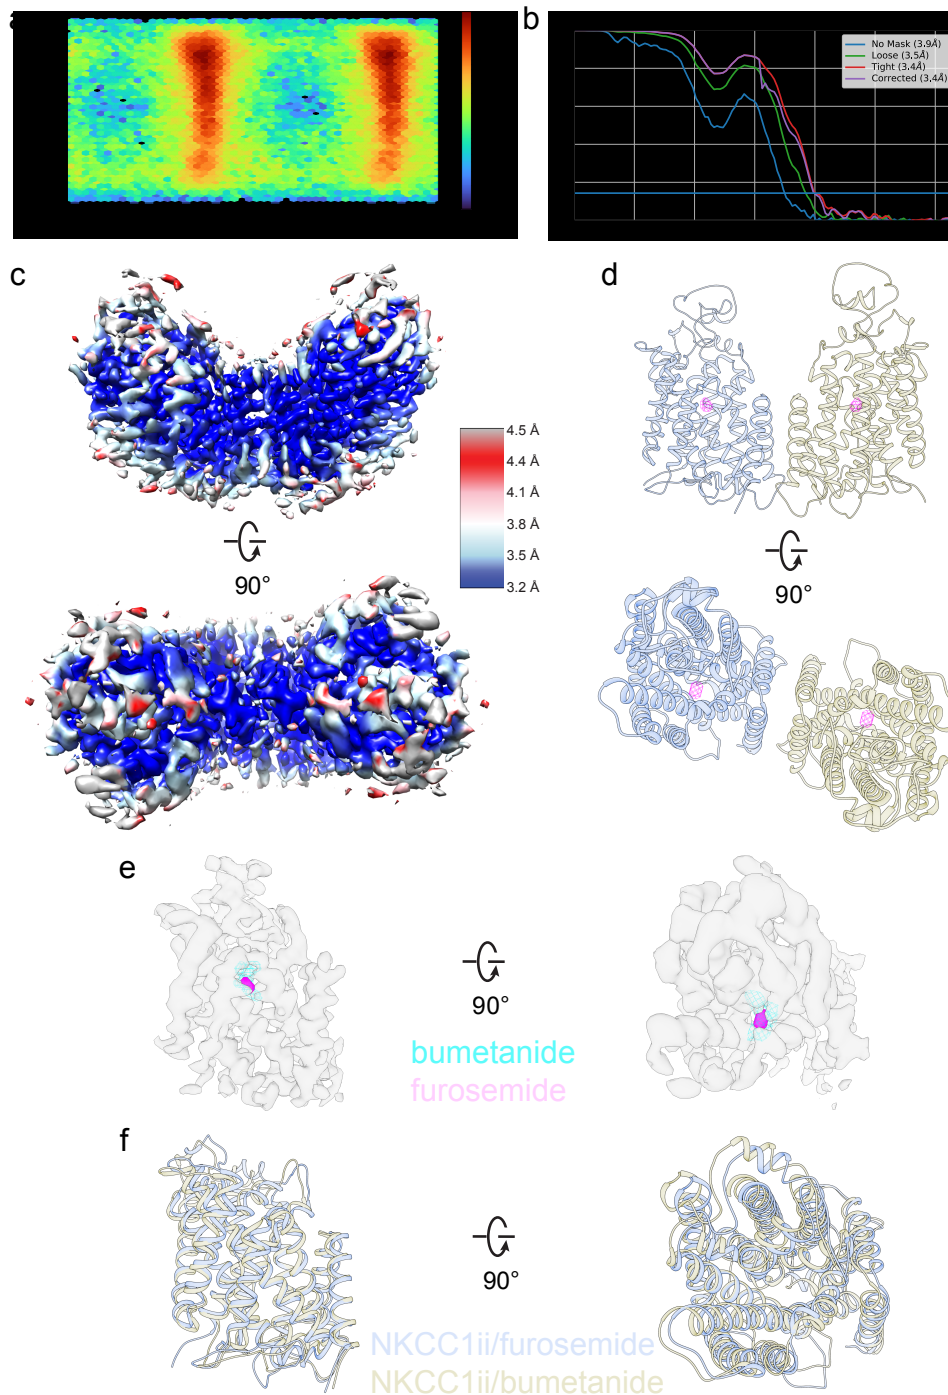 a
b
No Mask (3.9Å)
Loose (3.5Å)
Tight (3.4Å)
Corrected (3.4Å)
c
d
4.5 Å
4.4 Å
4.1 Å
3.8 Å
3.5 Å
3.2 Å
90°
90°
e
90°
bumetanide
furosemide
f
90°
NKCC1ii/furosemide
NKCC1ii/bumetanide